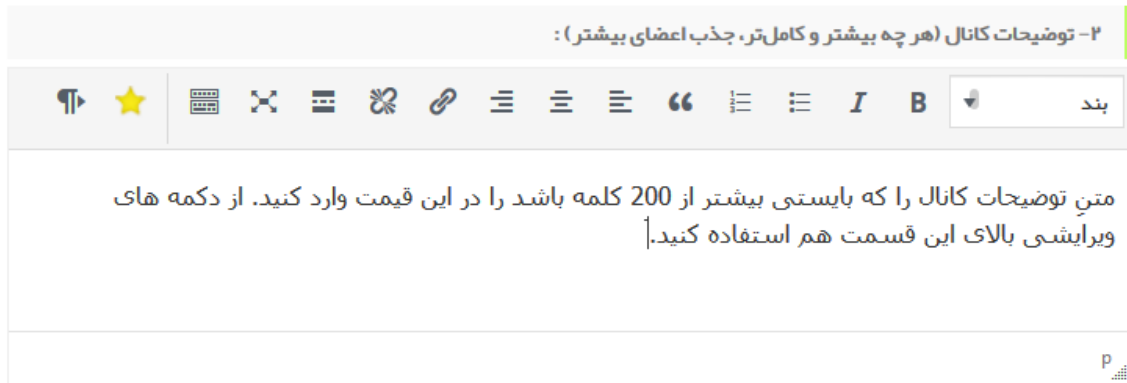 ۲- توضیحات کانال (هر چه بیشتر و کامل‌تر، جذب اعضای بیشتر) :
بند
B I
متنِ توضیحات کانال را که بایستی بیشتر از 200 کلمه باشد را در این قیمت وارد کنید. از دکمه های
ویرایشی بالای این قسمت هم استفاده کنید.
p